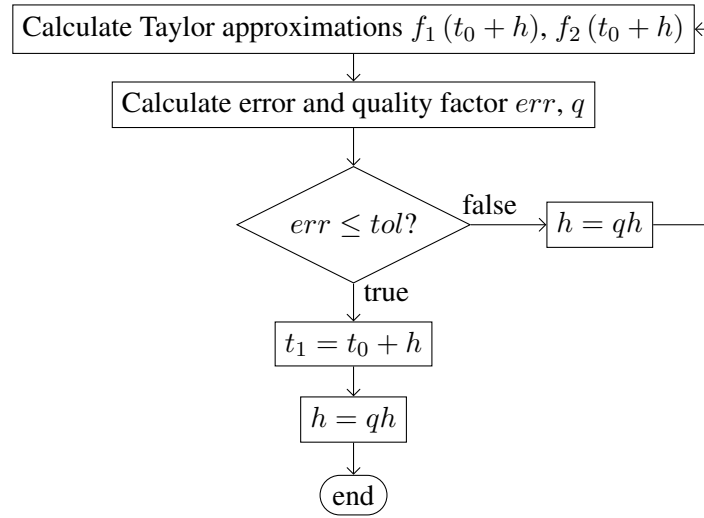 Calculate Taylor approximations f₁ (t₀ + h), f₂ (t₀ + h)
Calculate error and quality factor err, q
err ≤ tol?
false
h = qh
true
t₁ = t₀ + h
h = qh
end